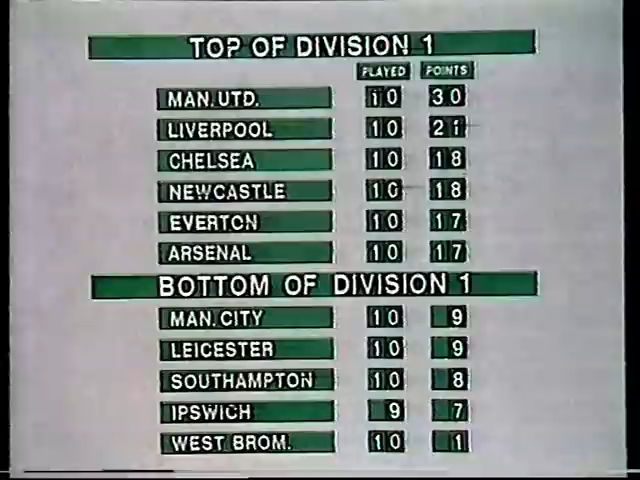 TOP OF DIVISION 1
PLAYED POINTS
MAN.UTD. 10 30
LIVERPOOL 10 21
CHELSEA 10 18
NEWCASTLE 10 18
EVERTON 10 17
ARSENAL 10 17
BOTTOM OF DIVISION 1
MAN.CITY 10 9
LEICESTER 10 9
SOUTHAMPTON 10 8
IPSWICH 9 7
WEST BROM. 10 1